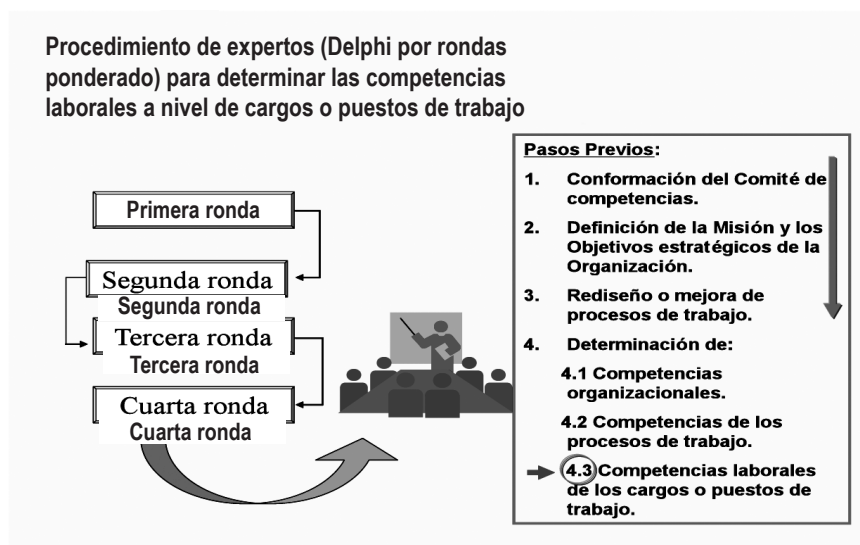 Procedimiento de expertos (Delphi por rondas
ponderado) para determinar las competencias
laborales a nivel de cargos o puestos de trabajo
Primera ronda
Segunda ronda
Segunda ronda
Tercera ronda
Tercera ronda
Cuarta ronda
Cuarta ronda
Pasos Previos:
1. Conformación del Comité de
competencias.
2. Definición de la Misión y los
Objetivos estratégicos de la
Organización.
3. Rediseño o mejora de
procesos de trabajo.
4. Determinación de:
4.1 Competencias
organizacionales.
4.2 Competencias de los
procesos de trabajo.
4.3 Competencias laborales
de los cargos o puestos de
trabajo.